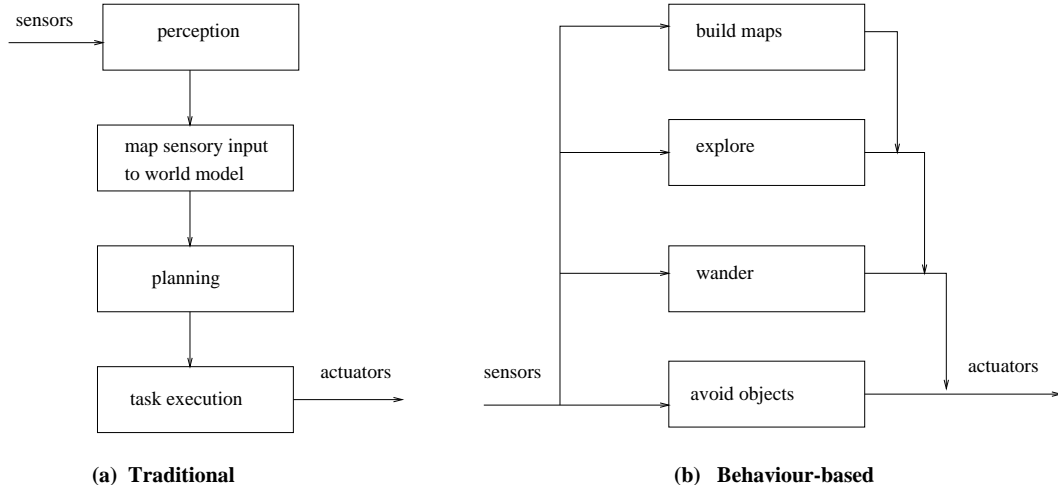 sensors
perception
map sensory input
to world model
planning
task execution
actuators
(a) Traditional
build maps
explore
wander
sensors
avoid objects
actuators
(b) Behaviour-based